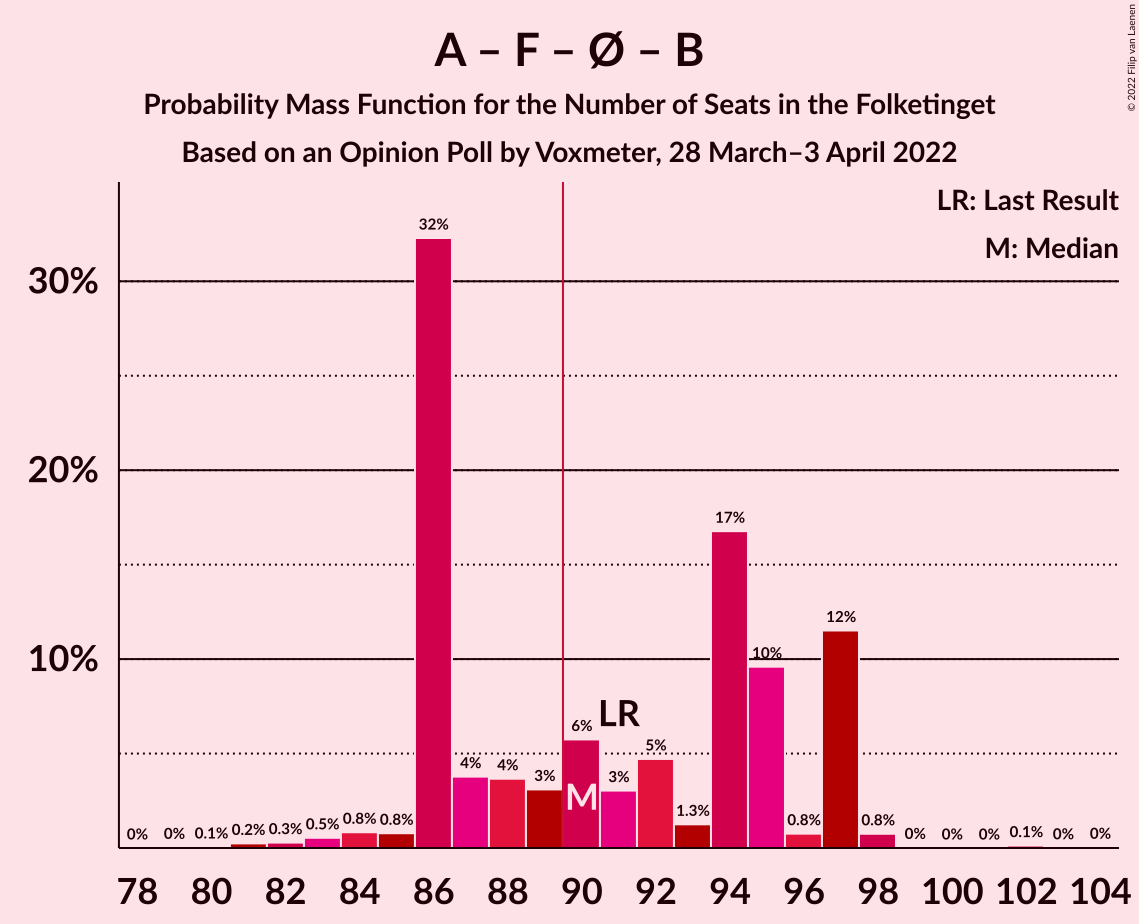 A – F – Ø – B
Probability Mass Function for the Number of Seats in the Folketinget
Based on an Opinion Poll by Voxmeter, 28 March–3 April 2022
© 2022 Filip van Laenen
LR: Last Result
M: Median
30%
20%
10%
0% 0% 0.1% 0.2% 0.3% 0.5% 0.8% 0.8% 32% 4% 4% 3% 6% 3% 5% 1.3% 17% 10% 0.8% 12% 0.8% 0% 0% 0% 0.1% 0% 0%
LR
M
78 80 82 84 86 88 90 92 94 96 98 100 102 104